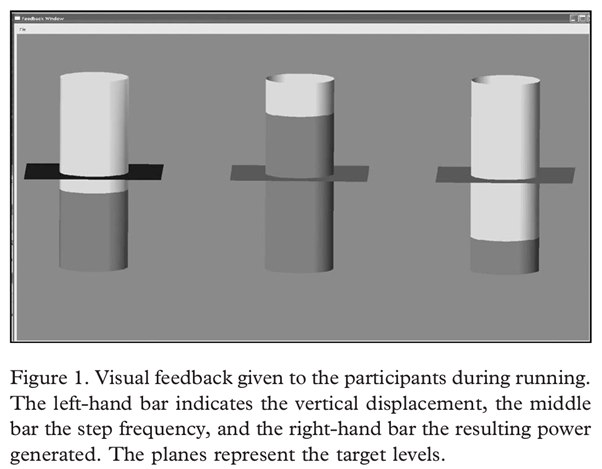 Feedback Window
File
Figure 1. Visual feedback given to the participants during running.
The left-hand bar indicates the vertical displacement, the middle
bar the step frequency, and the right-hand bar the resulting power
generated. The planes represent the target levels.